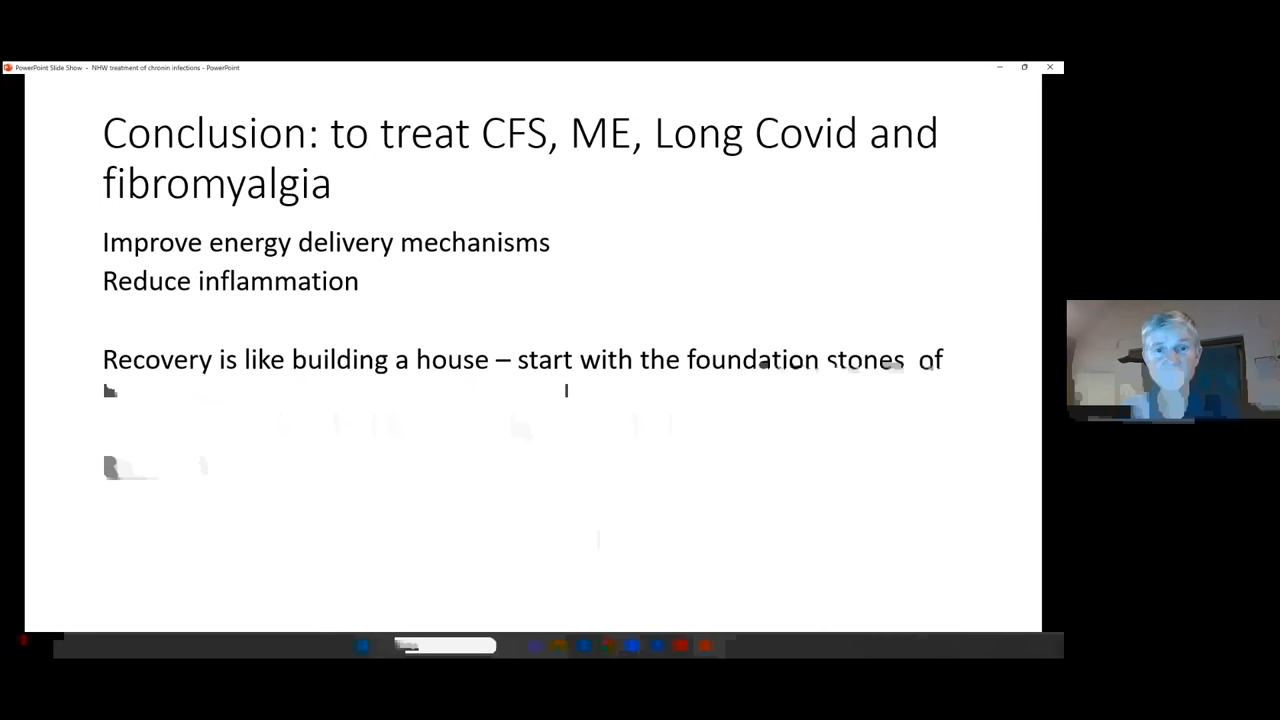 PowerPoint Slide Show - NHW treatment of chronin infections - PowerPoint
Conclusion: to treat CFS, ME, Long Covid and
fibromyalgia
Improve energy delivery mechanisms
Reduce inflammation
Recovery is like building a house – start with the foundation stones of